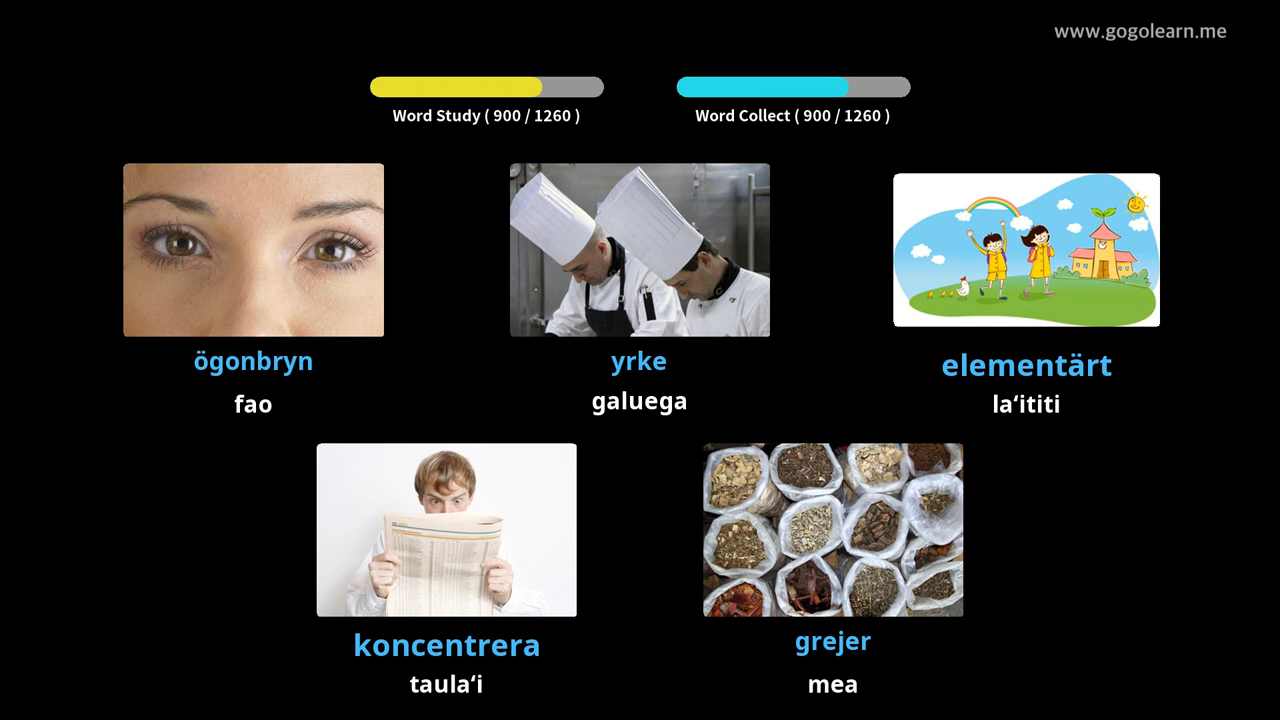 www.gogolearn.me
Word Study ( 900 / 1260 )
Word Collect ( 900 / 1260 )
ögonbryn
fao
yrke
galuega
elementärt
la‘ititi
koncentrera
taula‘i
grejer
mea